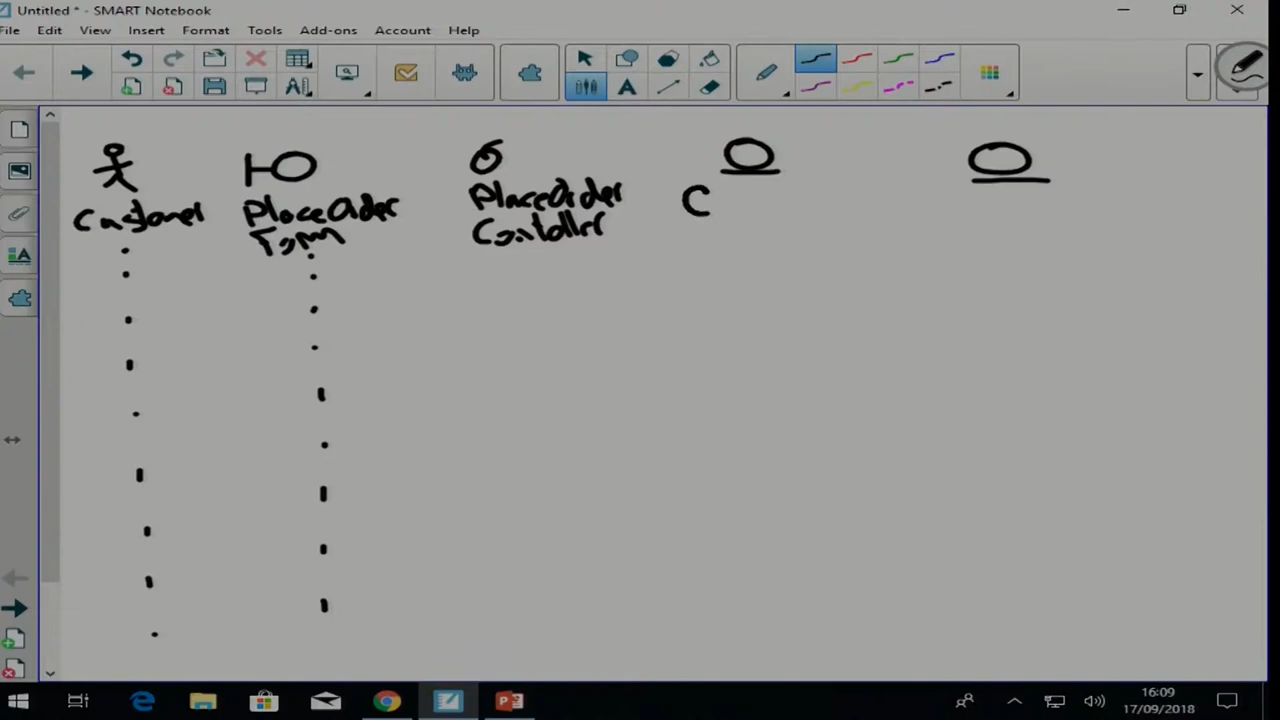 Untitled * - SMART Notebook
File Edit View Insert Format Tools Add-ons Account Help
Customer
PlaceOrder
Form
PlaceOrder
Controller
C
16:09
17/09/2018